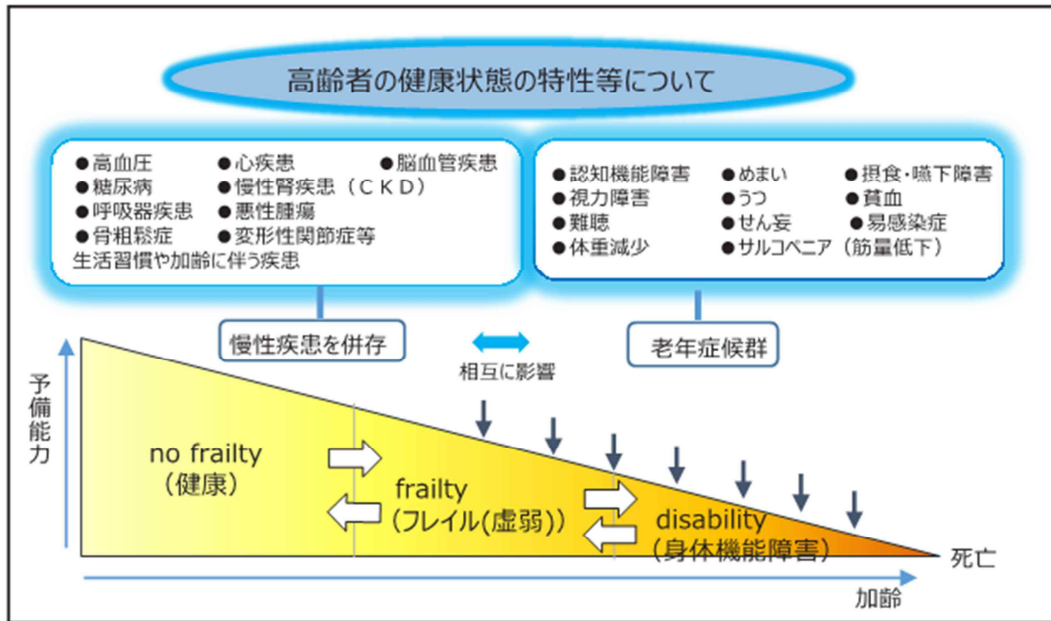 高齢者の健康状態の特性等について
●高血圧 ●心疾患 ●脳血管疾患
●糖尿病 ●慢性腎疾患（ＣＫＤ）
●呼吸器疾患 ●悪性腫瘍
●骨粗鬆症 ●変形性関節症等
生活習慣や加齢に伴う疾患
●認知機能障害 ●めまい ●摂食・嚥下障害
●視力障害 ●うつ ●貧血
●難聴 ●せん妄 ●易感染症
●体重減少 ●サルコペニア（筋量低下）
慢性疾患を併存
相互に影響
老年症候群
予備能力
no frailty
（健康）
frailty
（フレイル(虚弱)）
disability
（身体機能障害）
死亡
加齢